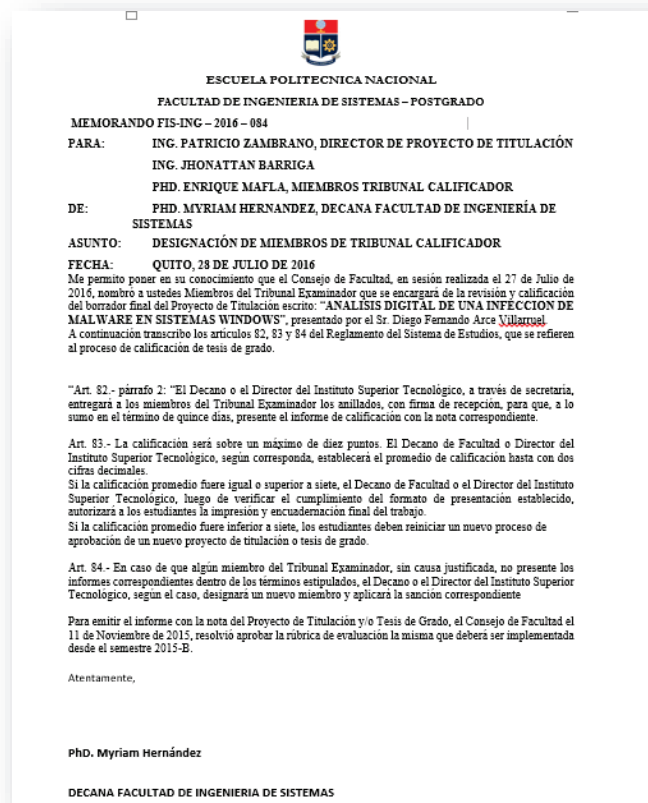 ESCUELA POLITECNICA NACIONAL
FACULTAD DE INGENIERIA DE SISTEMAS – POSTGRADO
MEMORANDO FIS-ING – 2016 – 084
PARA: ING. PATRICIO ZAMBRANO, DIRECTOR DE PROYECTO DE TITULACIÓN
ING. JHONATTAN BARRIGA
PHD. ENRIQUE MAFLA, MIEMBROS TRIBUNAL CALIFICADOR
DE: PHD. MYRIAM HERNANDEZ, DECANA FACULTAD DE INGENIERÍA DE
SISTEMAS
ASUNTO: DESIGNACIÓN DE MIEMBROS DE TRIBUNAL CALIFICADOR
FECHA: QUITO, 28 DE JULIO DE 2016
Me permito poner en su conocimiento que el Consejo de Facultad, en sesión realizada el 27 de Julio de
2016, nombró a ustedes Miembros del Tribunal Examinador que se encargará de la revisión y calificación
del borrador final del Proyecto de Titulación escrito: “ANALISIS DIGITAL DE UNA INFECCION DE
MALWARE EN SISTEMAS WINDOWS”, presentado por el Sr. Diego Fernando Arce Villarruel.
A continuación transcribo los artículos 82, 83 y 84 del Reglamento del Sistema de Estudios, que se refieren
al proceso de calificación de tesis de grado.
“Art. 82.- párrafo 2: “El Decano o el Director del Instituto Superior Tecnológico, a través de secretaría,
entregará a los miembros del Tribunal Examinador los anillados, con firma de recepción, para que, a lo
sumo en el término de quince días, presente el informe de calificación con la nota correspondiente.
Art. 83.- La calificación será sobre un máximo de diez puntos. El Decano de Facultad o Director del
Instituto Superior Tecnológico, según corresponda, establecerá el promedio de calificación hasta con dos
cifras decimales.
Si la calificación promedio fuere igual o superior a siete, el Decano de Facultad o el Director del Instituto
Superior Tecnológico, luego de verificar el cumplimiento del formato de presentación establecido,
autorizará a los estudiantes la impresión y encuadernación final del trabajo.
Si la calificación promedio fuere inferior a siete, los estudiantes deben reiniciar un nuevo proceso de
aprobación de un nuevo proyecto de titulación o tesis de grado.
Art. 84.- En caso de que algún miembro del Tribunal Examinador, sin causa justificada, no presente los
informes correspondientes dentro de los términos estipulados, el Decano o el Director del Instituto Superior
Tecnológico, según el caso, designará un nuevo miembro y aplicará la sanción correspondiente
Para emitir el informe con la nota del Proyecto de Titulación y/o Tesis de Grado, el Consejo de Facultad el
11 de Noviembre de 2015, resolvió aprobar la rúbrica de evaluación la misma que deberá ser implementada
desde el semestre 2015-B.
Atentamente,
PhD. Myriam Hernández
DECANA FACULTAD DE INGENIERIA DE SISTEMAS